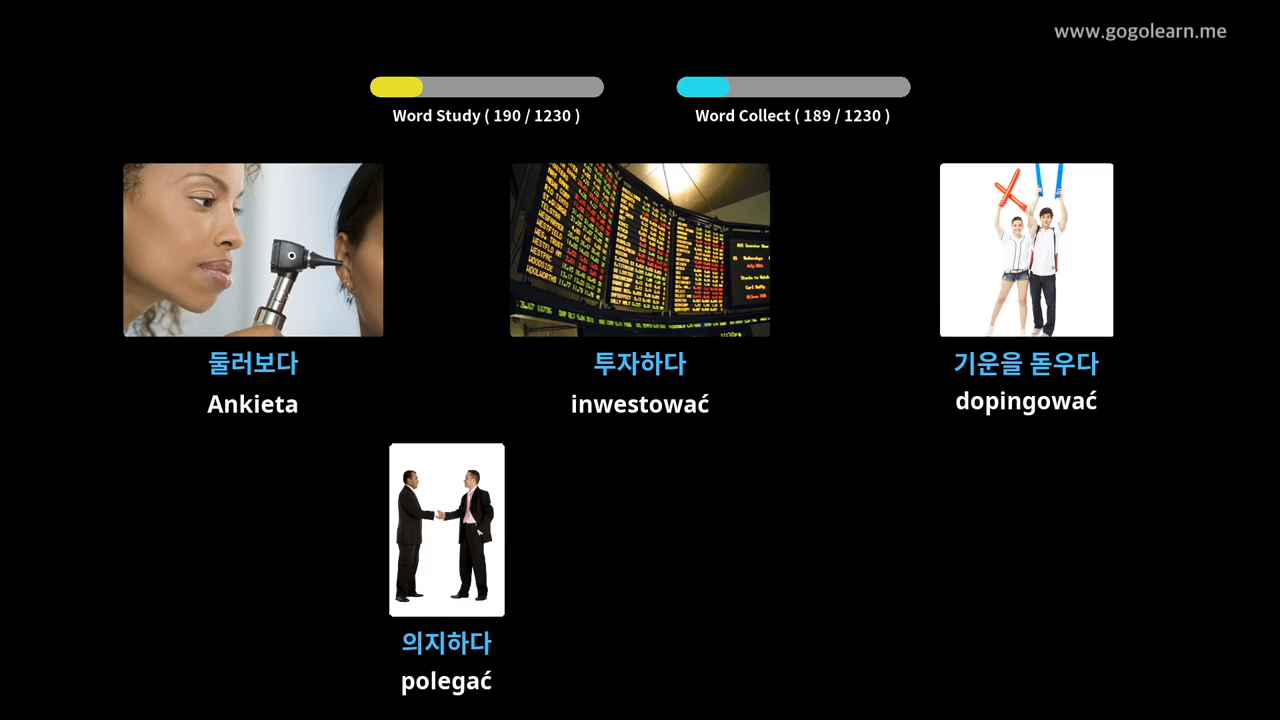 www.gogolearn.me
Word Study ( 190 / 1230 )
Word Collect ( 189 / 1230 )
둘러보다
Ankieta
투자하다
inwestować
기운을 돋우다
dopingować
의지하다
polegać